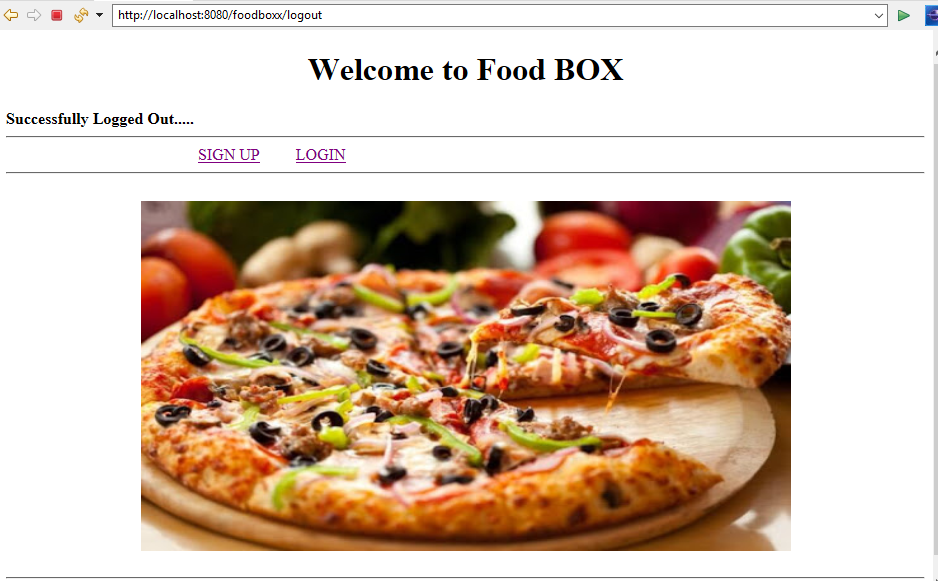 http://localhost:8080/foodboxx/logout
Welcome to Food BOX
Successfully Logged Out.....
SIGN UP LOGIN